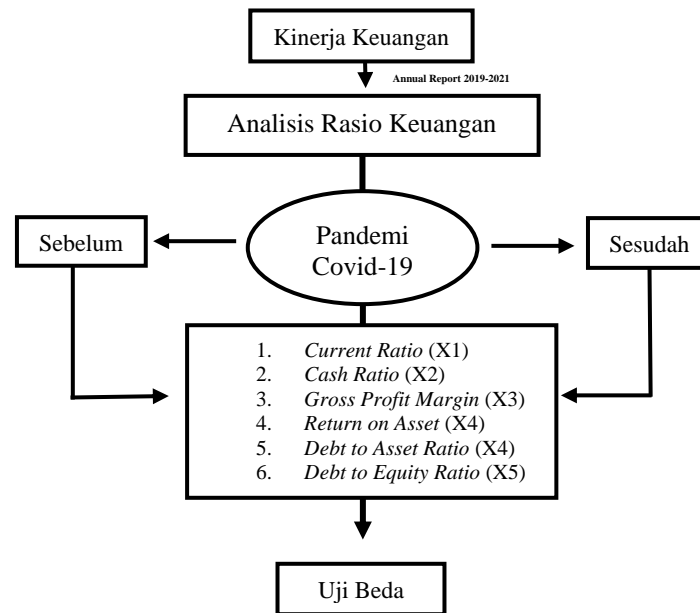 Kinerja Keuangan
Annual Report 2019-2021
Analisis Rasio Keuangan
Sebelum
Pandemi
Covid-19
Sesudah
1. Current Ratio (X1)
2. Cash Ratio (X2)
3. Gross Profit Margin (X3)
4. Return on Asset (X4)
5. Debt to Asset Ratio (X4)
6. Debt to Equity Ratio (X5)
Uji Beda